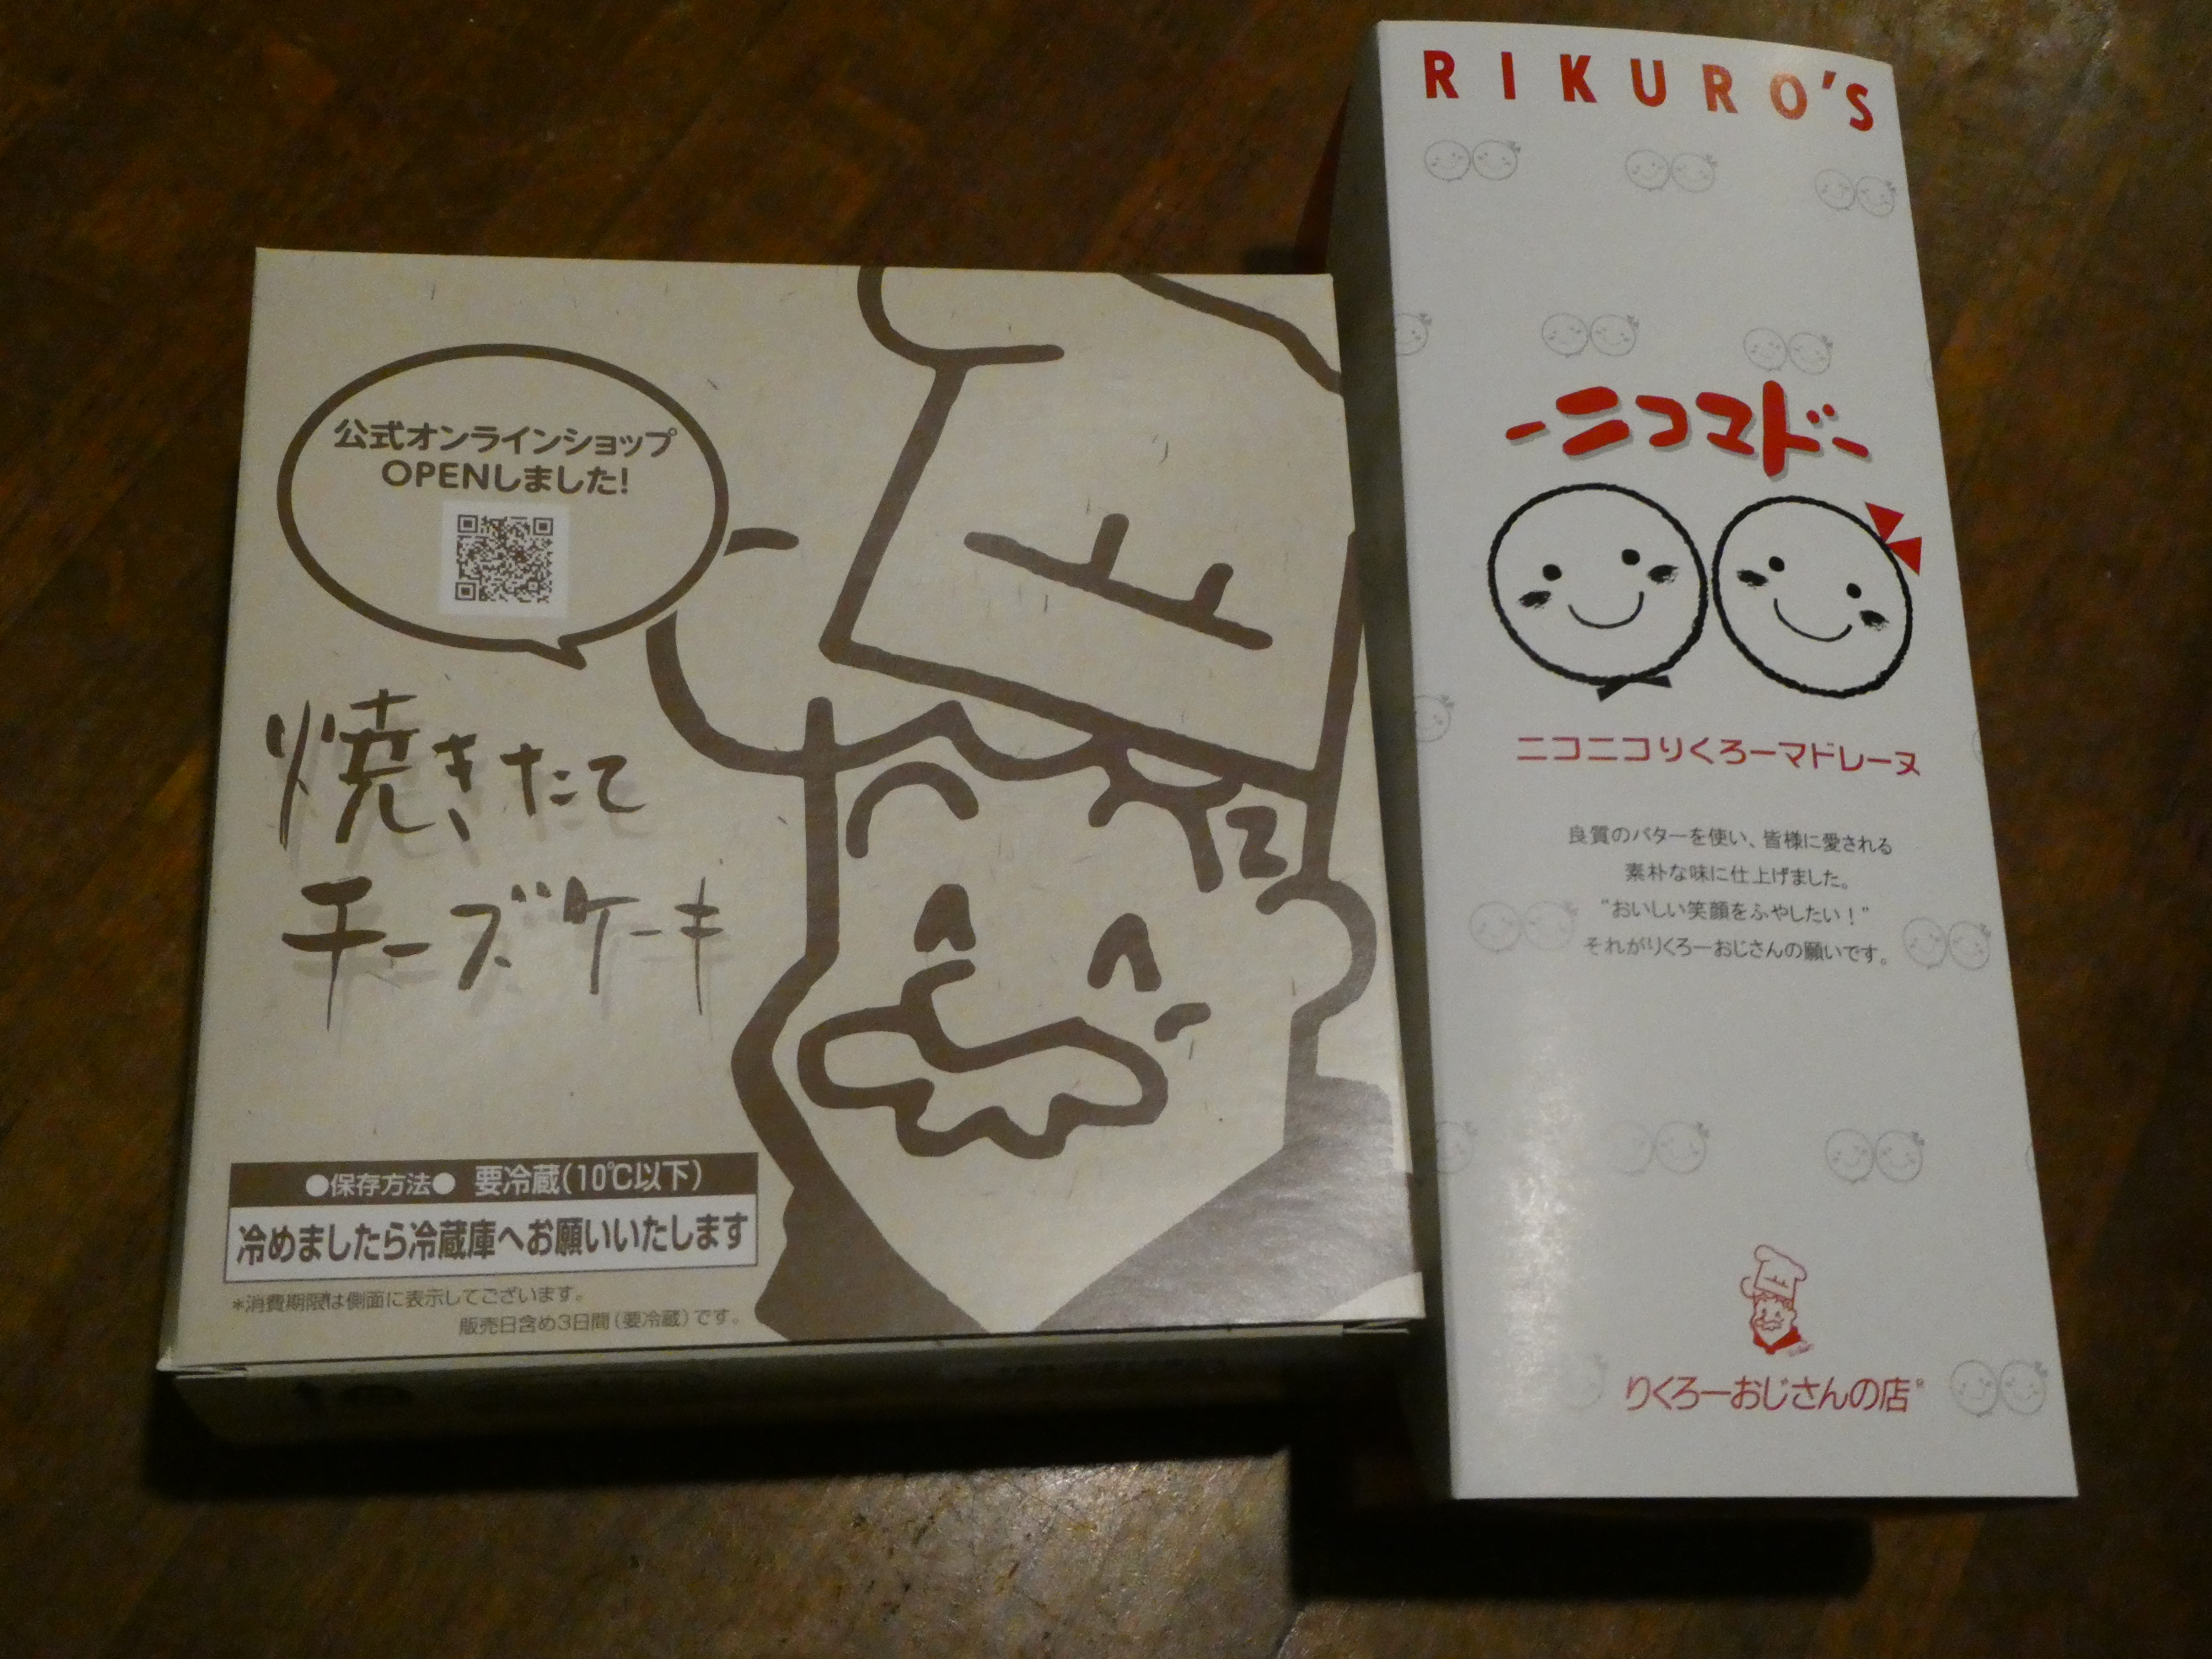 公式オンラインショップ
OPENしました!
焼きたて
チーズケーキ
●保存方法● 要冷蔵(10℃以下)
冷めましたら冷蔵庫へお願いいたします
*消費期限は側面に表示してございます。
販売日含め3日間(要冷蔵)です。
RIKURO'S
-ニコマド-
ニコニコりくろーマドレーヌ
良質のバターを使い、皆様に愛される
素朴な味に仕上げました。
"おいしい笑顔をふやしたい!"
それがりくろーおじさんの願いです。
りくろーおじさんの店®